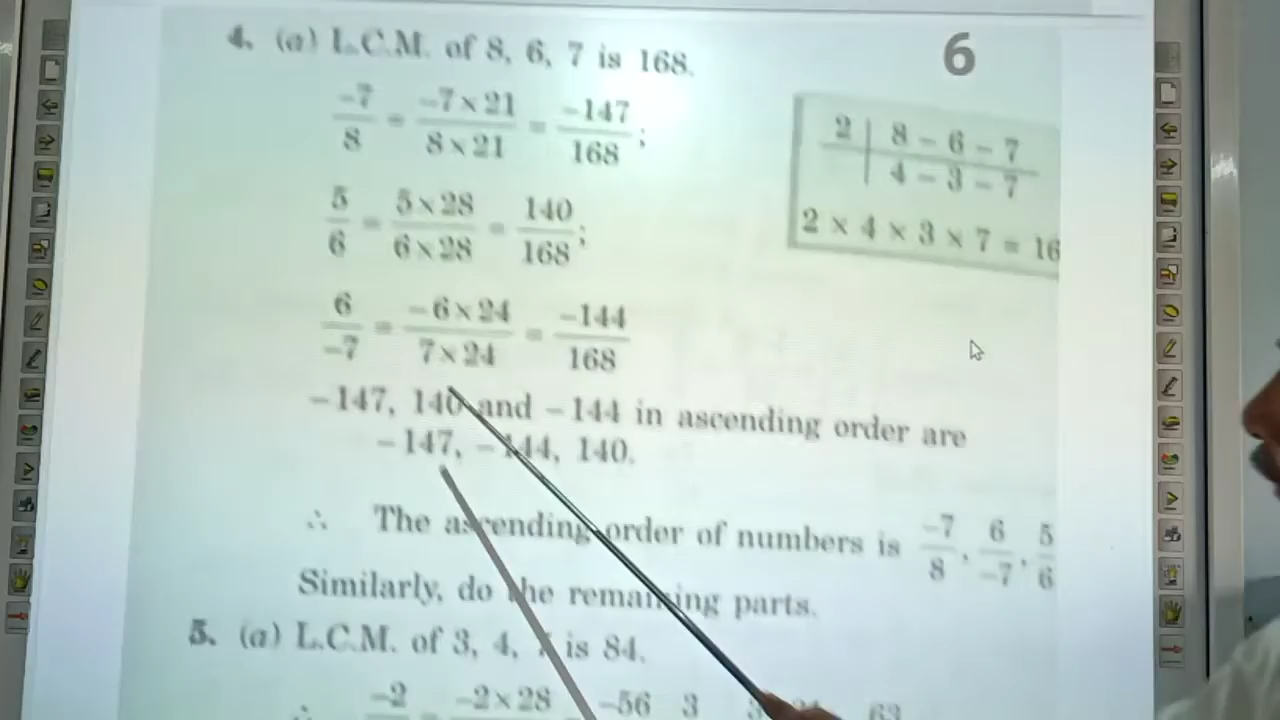 4. (a) L.C.M. of 8, 6, 7 is 168.
6
-7/8 = -7×21/8×21 = -147/168;
5/6 = 5×28/6×28 = 140/168;
6/-7 = -6×24/7×24 = -144/168
2 | 8 - 6 - 7
4 - 3 - 7
2 × 4 × 3 × 7 = 16
-147, 140 and -144 in ascending order are
-147, -144, 140.
∴ The ascending order of numbers is -7/8, 6/-7, 5/6
Similarly, do the remaining parts.
5. (a) L.C.M. of 3, 4, 7 is 84.
-2 -2×28 -56 3 63